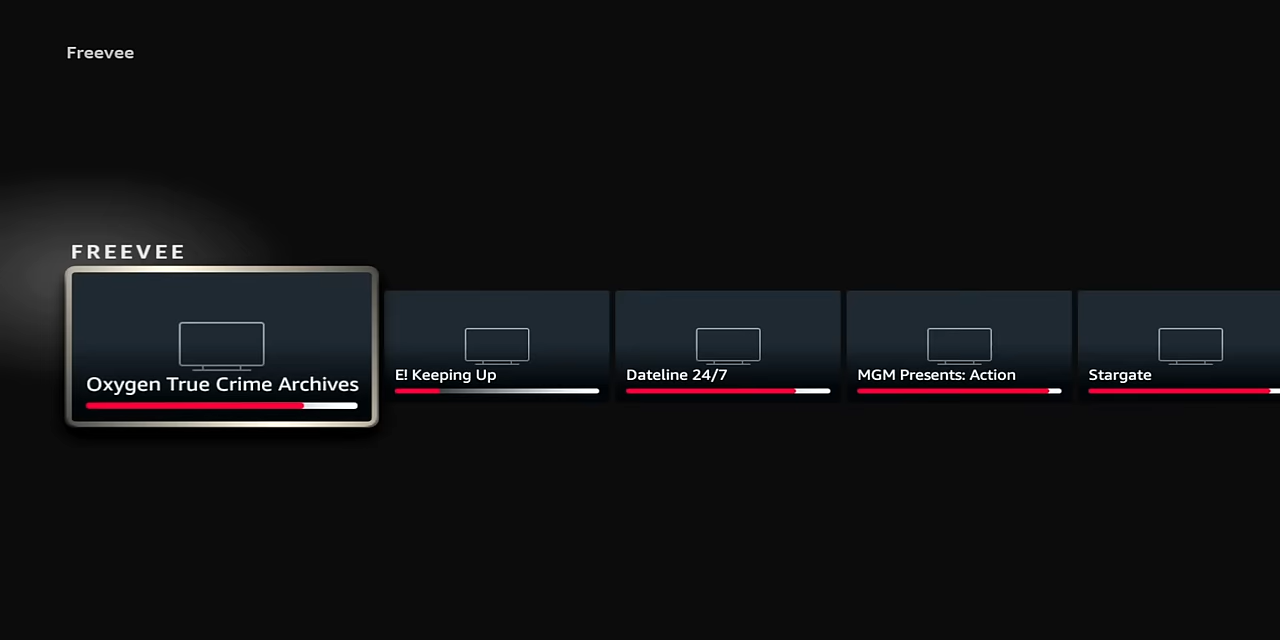 Freevee
FREEVEE
Oxygen True Crime Archives
E! Keeping Up
Dateline 24/7
MGM Presents: Action
Stargate